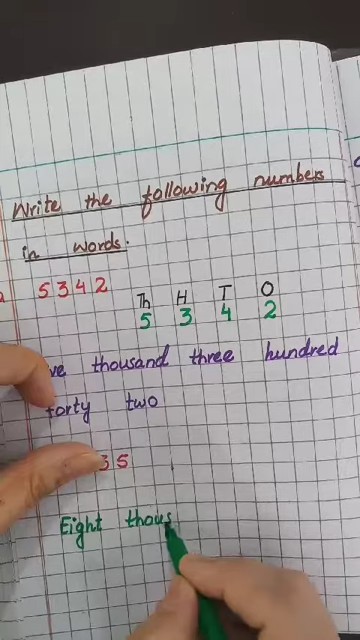 Write the following numbers
in words.
5342
Th H T O
5 3 4 2
ve thousand three hundred
forty two
35
Eight thous